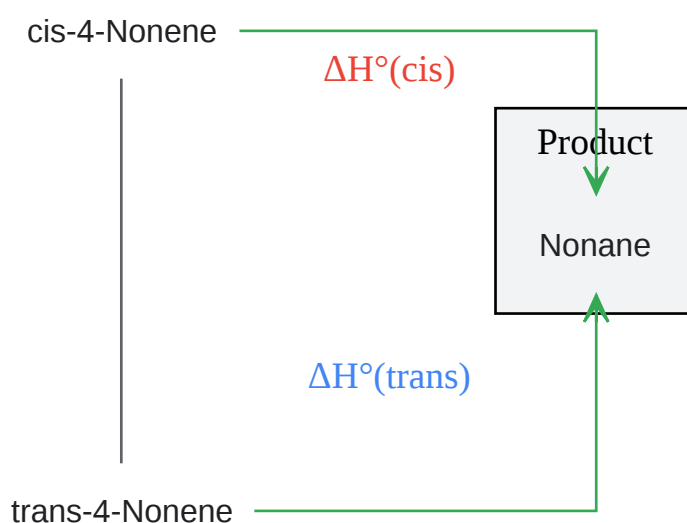 cis-4-Nonene
ΔH°(cis)
Product
Nonane
ΔH°(trans)
trans-4-Nonene